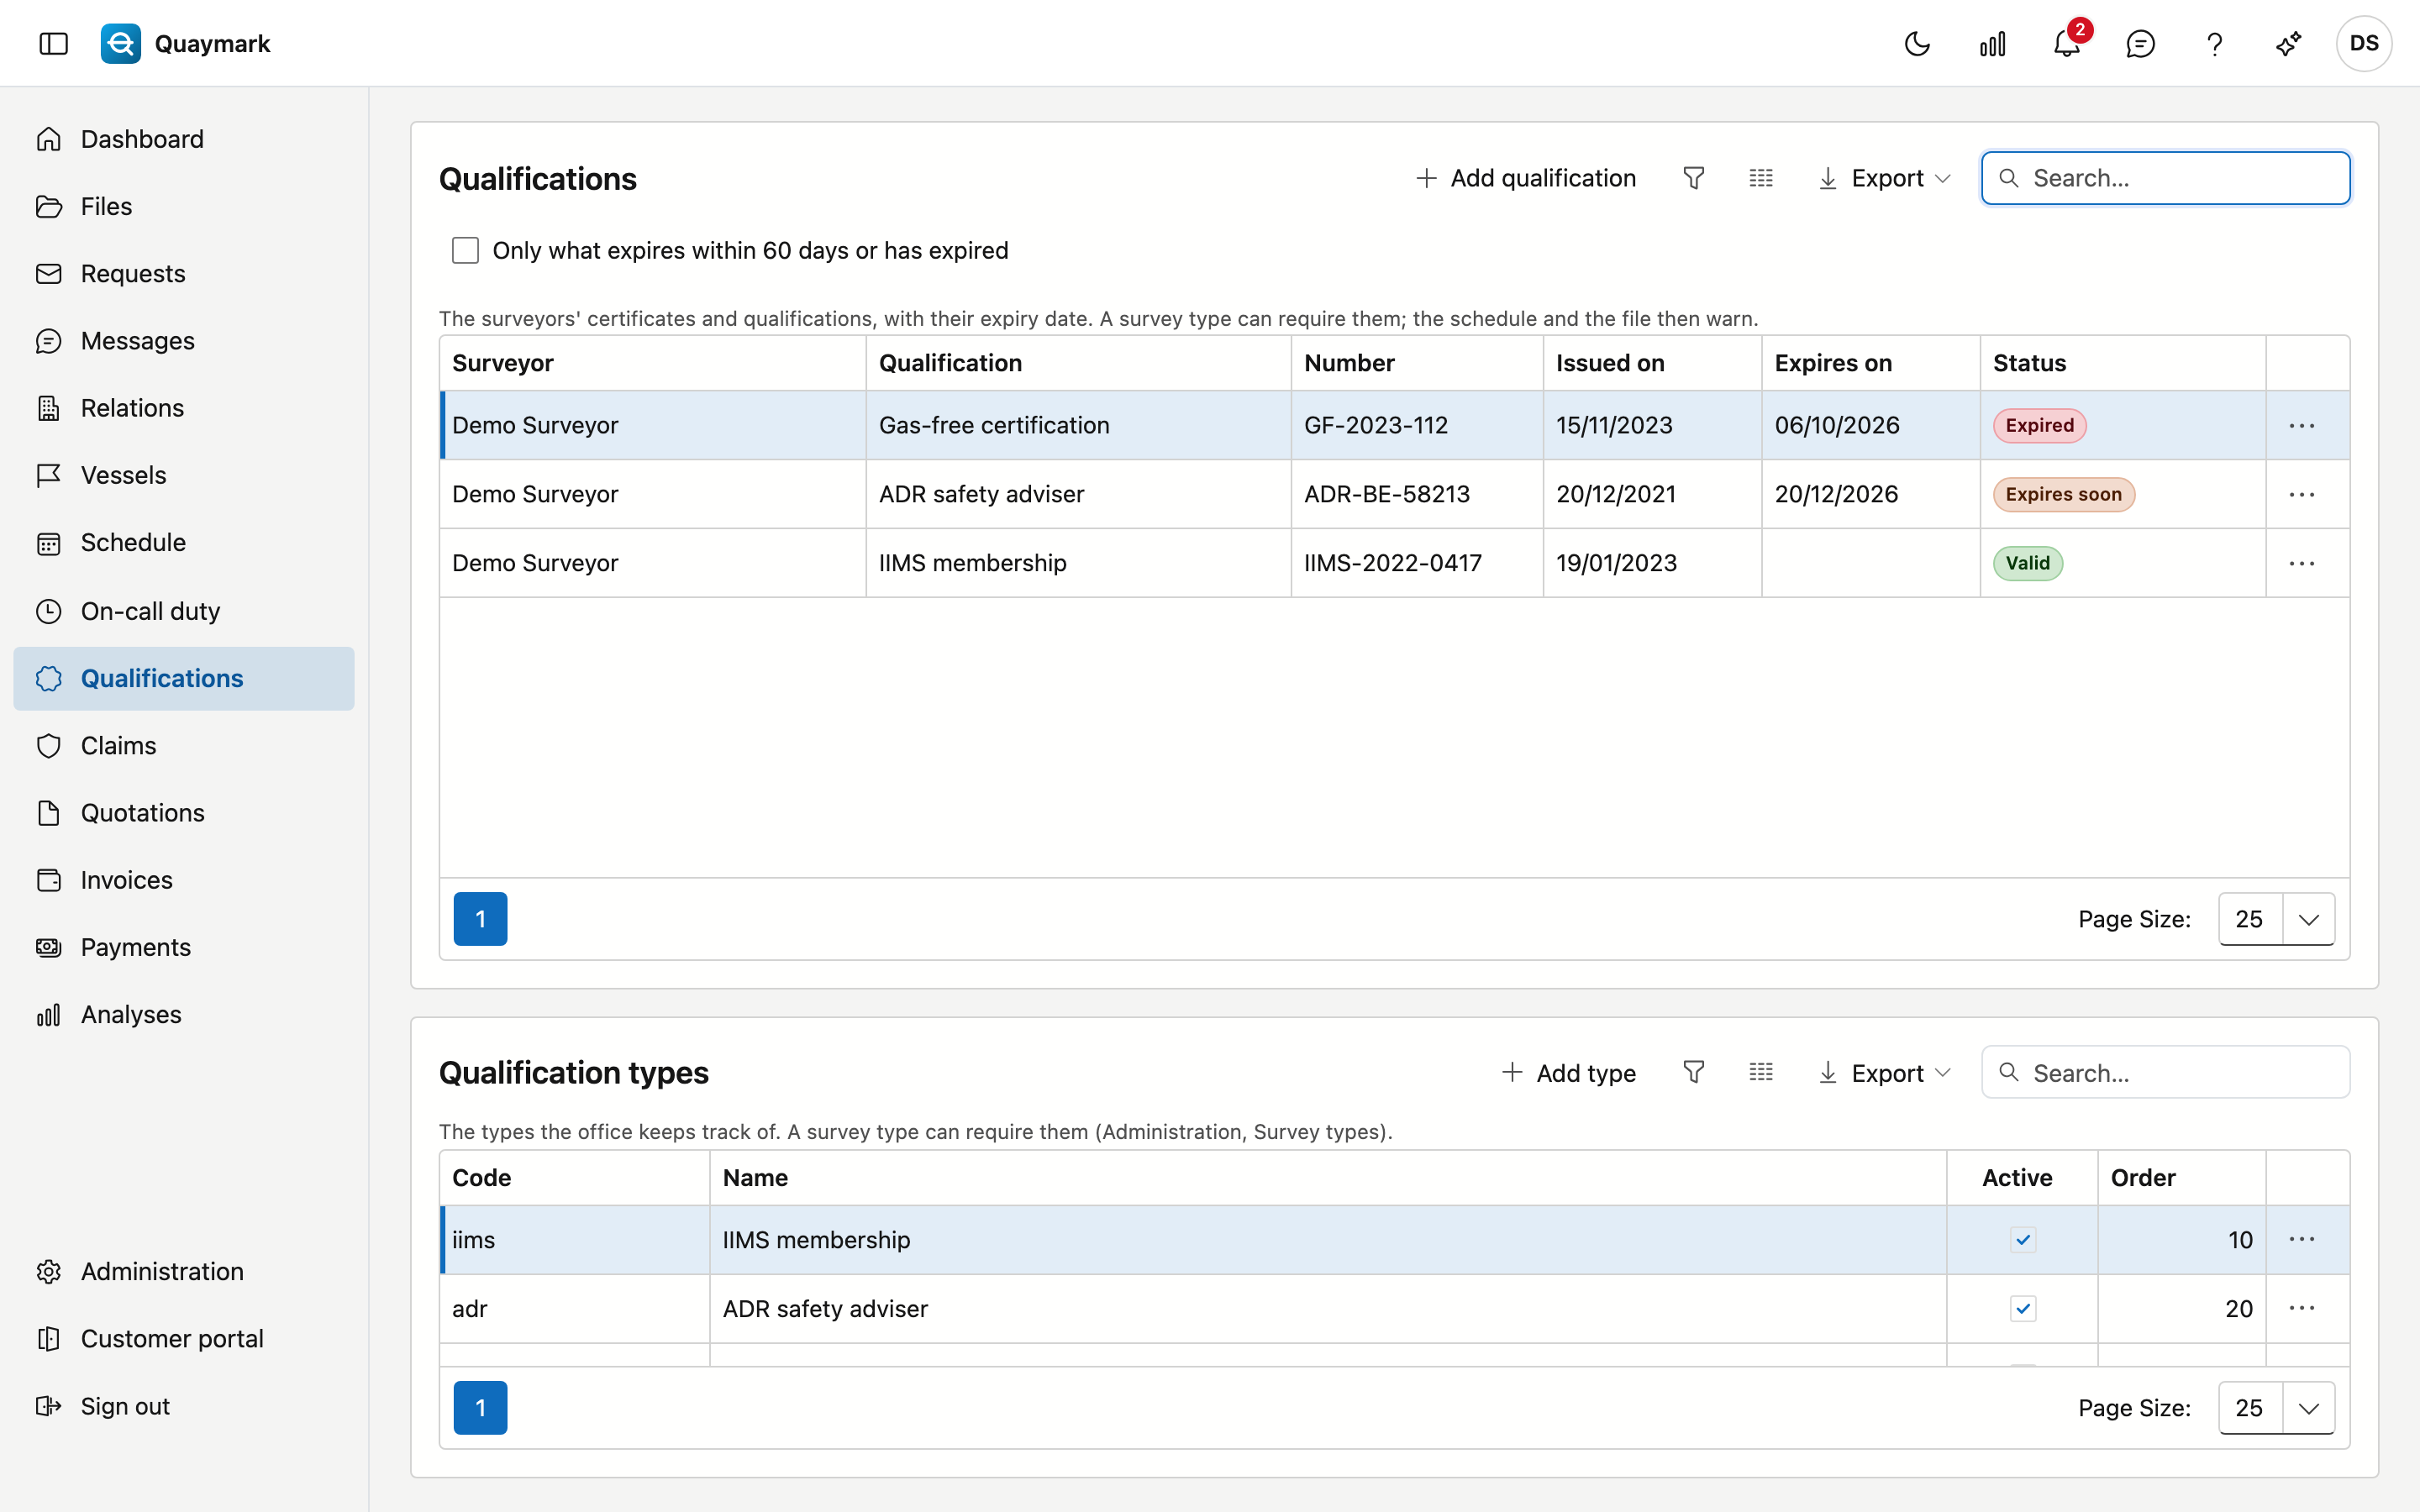 Quaymark
2
DS
Dashboard
Files
Requests
Messages
Relations
Vessels
Schedule
On-call duty
Qualifications
Claims
Quotations
Invoices
Payments
Analyses
Administration
Customer portal
Sign out
Qualifications
Add qualification
Export
Search...
Only what expires within 60 days or has expired
The surveyors' certificates and qualifications, with their expiry date. A survey type can require them; the schedule and the file then warn.
Surveyor Qualification Number Issued on Expires on Status
Demo Surveyor Gas-free certification GF-2023-112 15/11/2023 06/10/2026 Expired
Demo Surveyor ADR safety adviser ADR-BE-58213 20/12/2021 20/12/2026 Expires soon
Demo Surveyor IIMS membership IIMS-2022-0417 19/01/2023 Valid
1 Page Size: 25
Qualification types
Add type
Export
Search...
The types the office keeps track of. A survey type can require them (Administration, Survey types).
Code Name Active Order
iims IIMS membership 10
adr ADR safety adviser 20
1 Page Size: 25